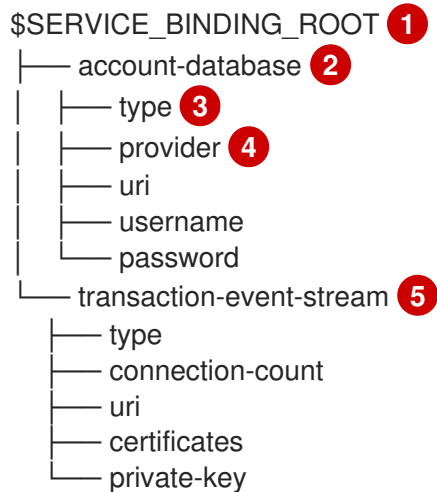 $SERVICE_BINDING_ROOT 1
├── account-database 2
│   ├── type 3
│   ├── provider 4
│   ├── uri
│   ├── username
│   └── password
└── transaction-event-stream 5
    ├── type
    ├── connection-count
    ├── uri
    ├── certificates
    └── private-key